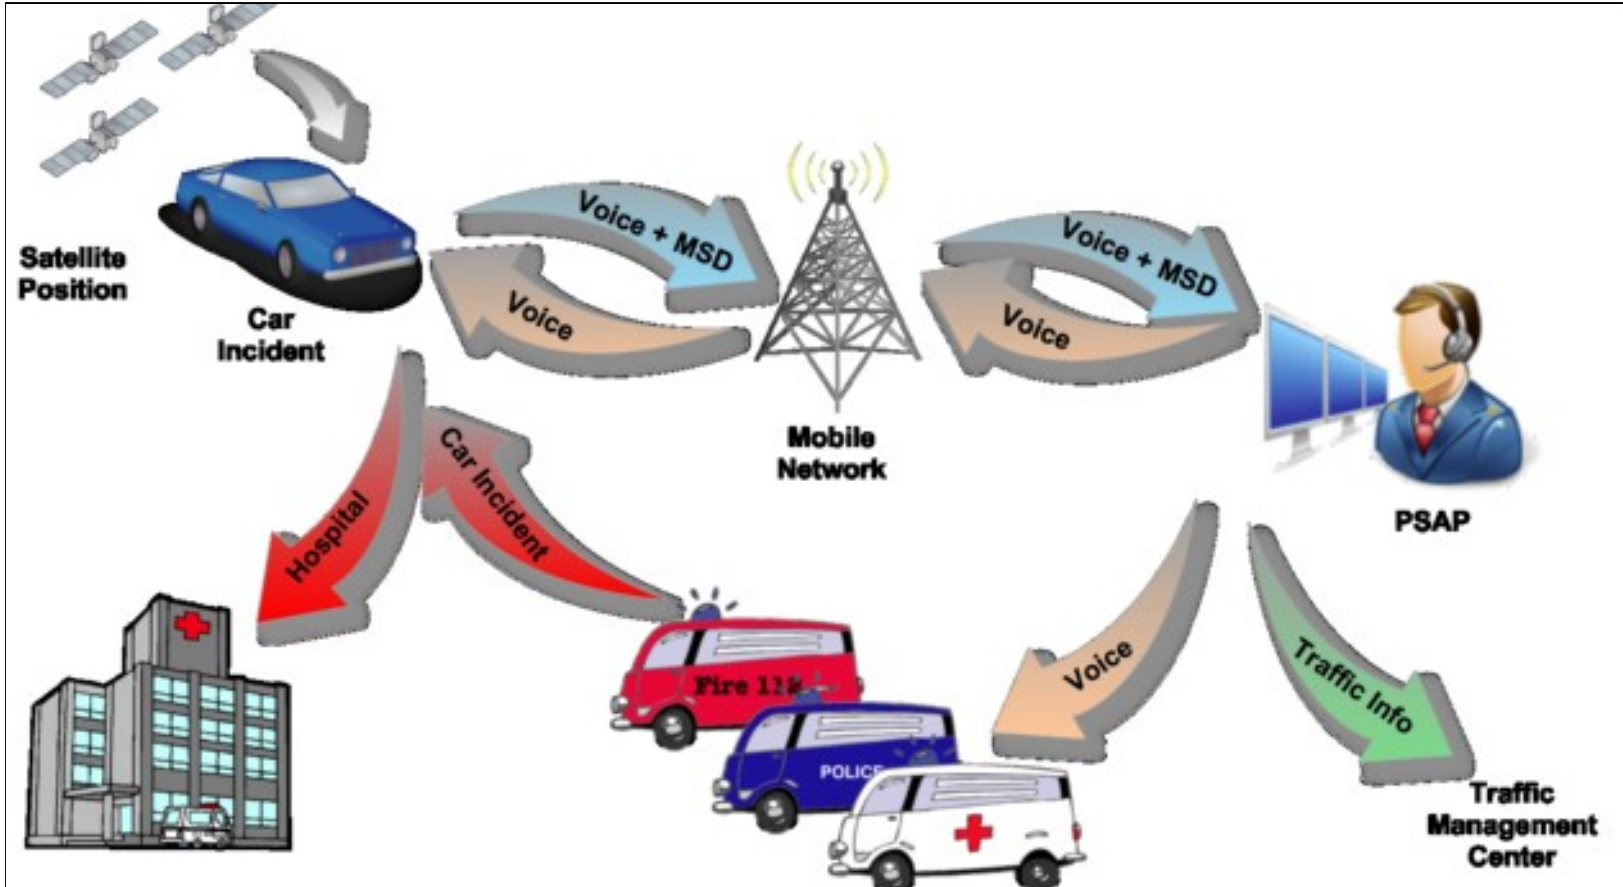 Satellite
Position
Car
Incident
Voice + MSD
Voice
Mobile
Network
Voice + MSD
Voice
PSAP
Hospital
Car Incident
Fire 112
POLICE
Voice
Traffic Info
Traffic
Management
Center